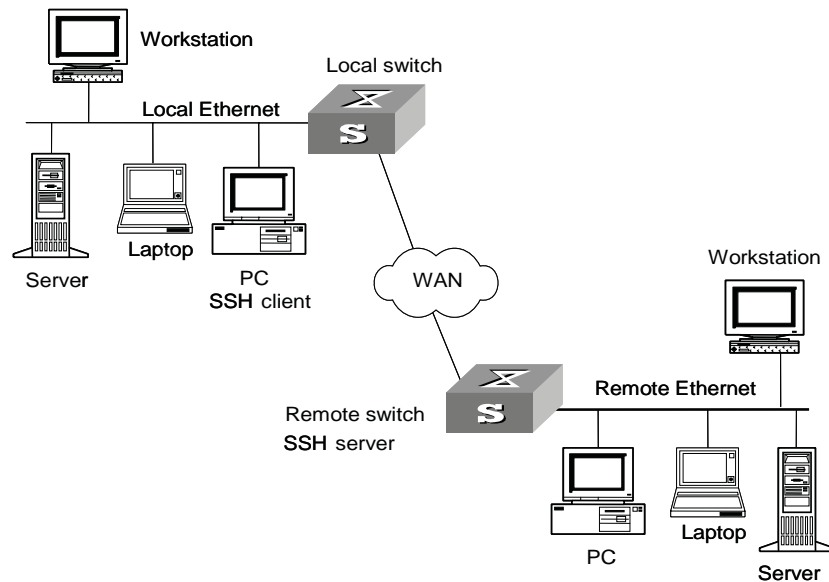 Workstation
Local switch
Local Ethernet
S
Server
Laptop
PC
SSH client
WAN
Workstation
Remote Ethernet
S
Remote switch
SSH server
PC
Laptop
Server